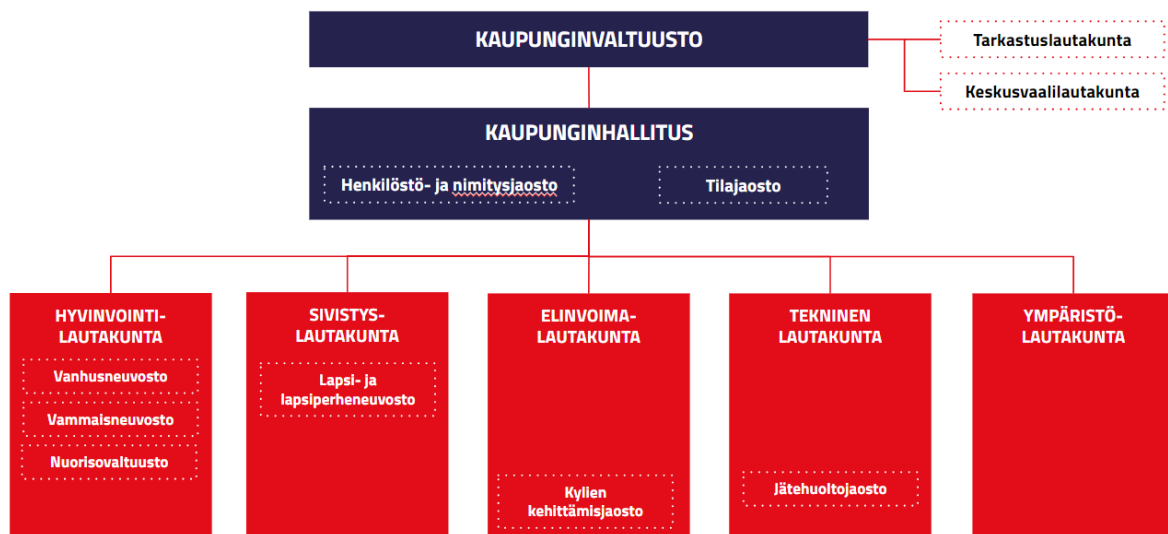 KAUPUNGINVALTUUSTO
Tarkastuslautakunta
Keskusvaalilautakunta
KAUPUNGINHALLITUS
Henkilöstö- ja nimitysjaosto
Tilajaosto
HYVINVOINTI-
LAUTAKUNTA
Vanhusneuvosto
Vammaisneuvosto
Nuorisovaltuusto
SIVISTYS-
LAUTAKUNTA
Lapsi- ja
lapsiperheneuvosto
ELINVOIMA-
LAUTAKUNTA
Kylien
kehittämisjaosto
TEKNINEN
LAUTAKUNTA
Jätehuoltojaosto
YMPÄRISTÖ-
LAUTAKUNTA